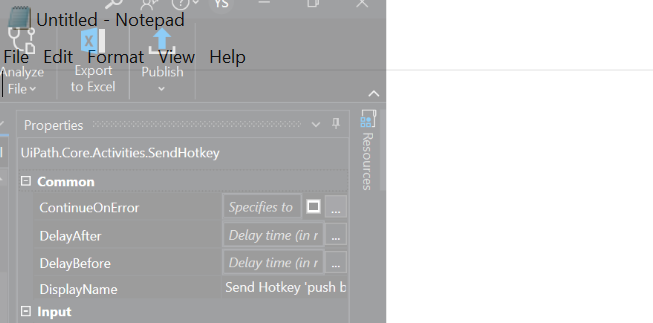 YS
Untitled - Notepad
File Edit Format View Help
Analyze
File
Export
to Excel
Publish
Properties
Resources
UiPath.Core.Activities.SendHotkey
Common
ContinueOnError Specifies to ...
DelayAfter Delay time (in r ...
DelayBefore Delay time (in r ...
DisplayName Send Hotkey 'push b
Input